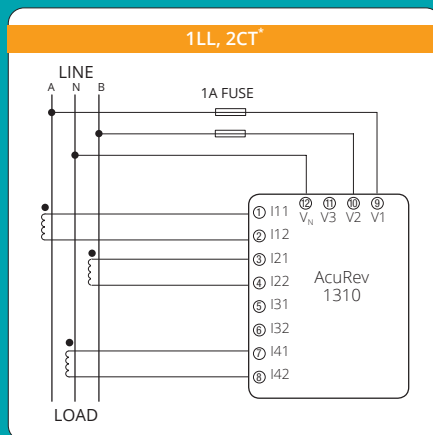 1LL, 2CT*
LINE
A N B
1A FUSE
⑫ ⑪ ⑩ ⑨
VN V3 V2 V1
① I11
② I12
③ I21
④ I22
⑤ I31
⑥ I32
⑦ I41
⑧ I42
AcuRev
1310
LOAD